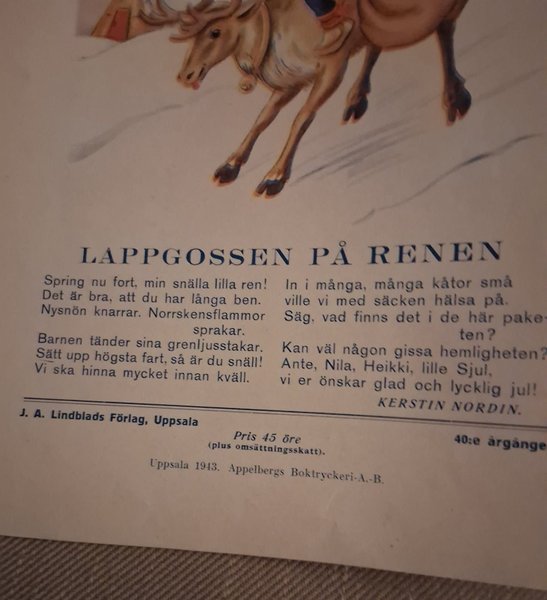 LAPPGOSSEN PÅ RENEN
Spring nu fort, min snälla lilla ren!
Det är bra, att du har långa ben.
Nysnön knarrar. Norrskensflammor
sprakar.
Barnen tänder sina grenljusstakar.
Sätt upp högsta fart, så är du snäll!
Vi ska hinna mycket innan kväll.
In i många, många kåtor små
ville vi med säcken hälsa på.
Säg, vad finns det i de här pake-
ten?
Kan väl någon gissa hemligheten?
Ante, Nila, Heikki, lille Sjul,
vi er önskar glad och lycklig jul!
KERSTIN NORDIN.
J. A. Lindblads Förlag, Uppsala
Pris 45 öre
(plus omsättningsskatt).
40:e årgånge
Uppsala 1943. Appelbergs Boktryckeri-A.-B.